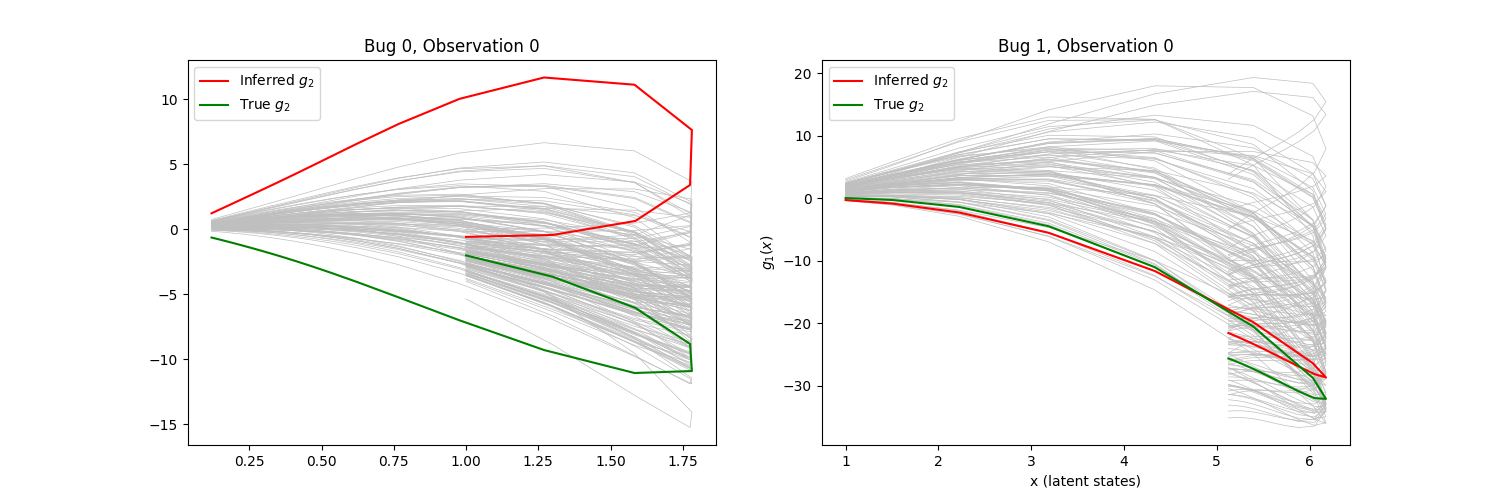 Bug 0, Observation 0
Inferred g₂
True g₂
10
5
0
−5
−10
−15
0.25 0.50 0.75 1.00 1.25 1.50 1.75
Bug 1, Observation 0
Inferred g₂
True g₂
g₁(x)
20
10
0
−10
−20
−30
1 2 3 4 5 6
x (latent states)